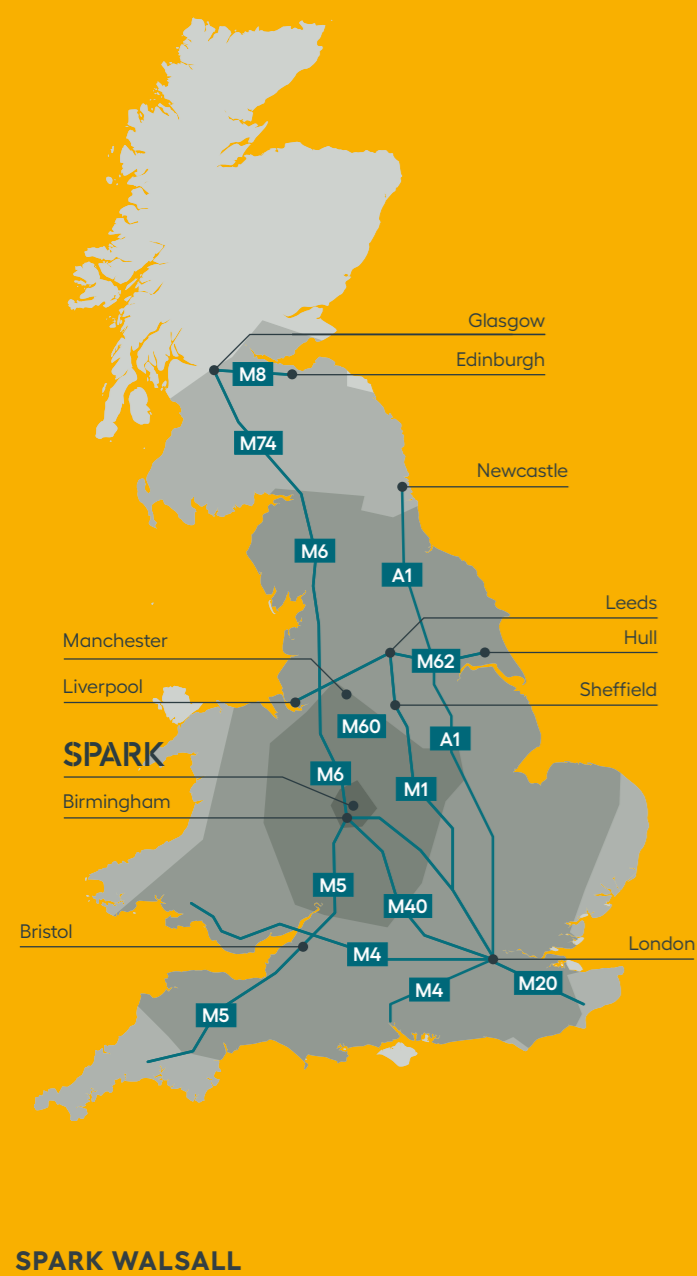 Glasgow
Edinburgh
M8
M74
Newcastle
M6
A1
Leeds
Manchester
Hull
M62
Liverpool
Sheffield
M60
A1
SPARK
M6
M1
Birmingham
M5
M40
Bristol
London
M4
M20
M4
M5
SPARK WALSALL